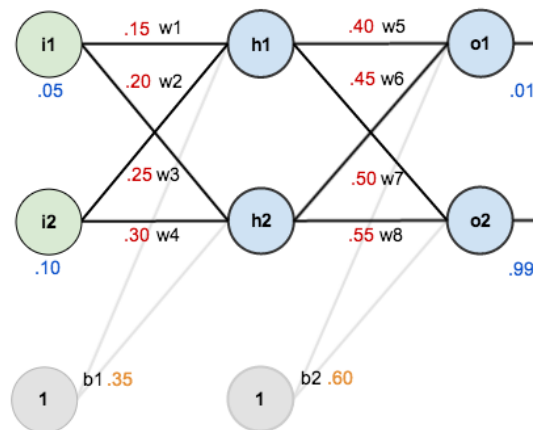 .15 w1
.40 w5
i1
h1
o1
.20 w2
.45 w6
.05
.01
.25 w3
.50 w7
i2
.30 w4
h2
.55 w8
o2
.10
.99
b1 .35
b2 .60
1
1